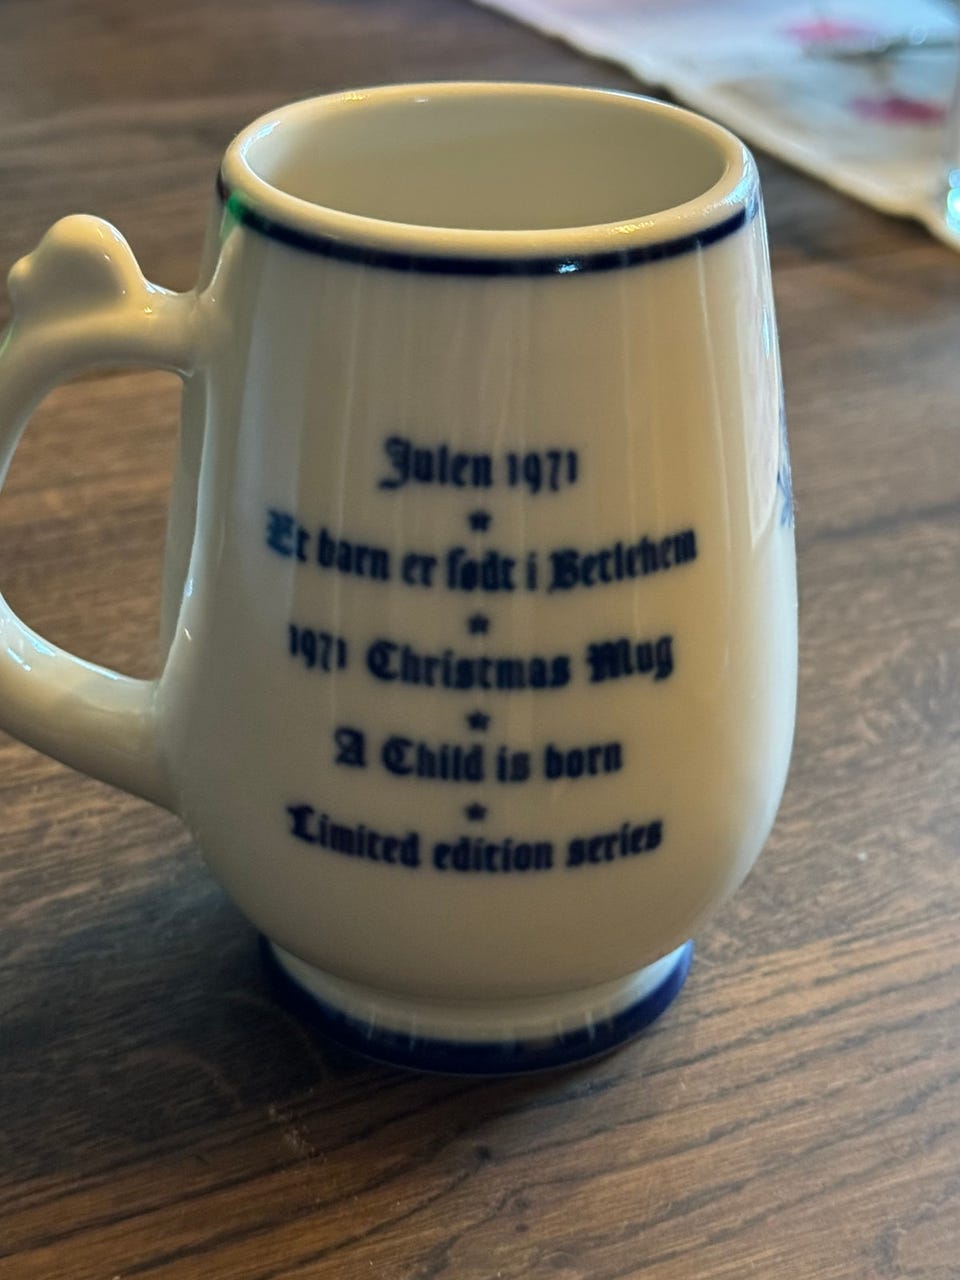 Julen 1971
Et barn er født i Betlehem
1971 Christmas Mug
A Child is born
Limited edition series